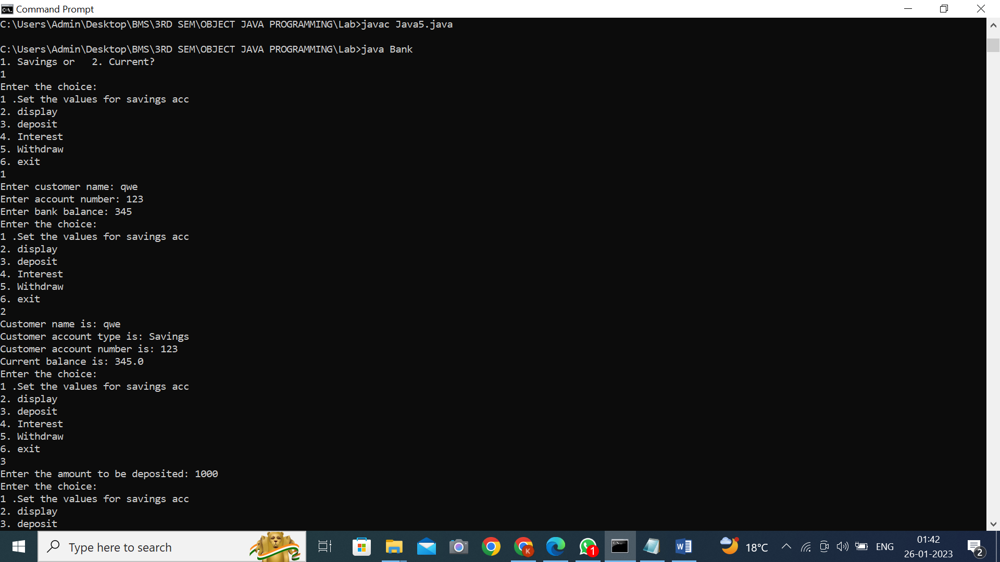 Command Prompt
C:\Users\Admin\Desktop\BMS\3RD SEM\OBJECT JAVA PROGRAMMING\Lab>javac Java5.java
C:\Users\Admin\Desktop\BMS\3RD SEM\OBJECT JAVA PROGRAMMING\Lab>java Bank
1. Savings or   2. Current?
1
Enter the choice:
1 .Set the values for savings acc
2. display
3. deposit
4. Interest
5. Withdraw
6. exit
1
Enter customer name: qwe
Enter account number: 123
Enter bank balance: 345
Enter the choice:
1 .Set the values for savings acc
2. display
3. deposit
4. Interest
5. Withdraw
6. exit
2
Customer name is: qwe
Customer account type is: Savings
Customer account number is: 123
Current balance is: 345.0
Enter the choice:
1 .Set the values for savings acc
2. display
3. deposit
4. Interest
5. Withdraw
6. exit
3
Enter the amount to be deposited: 1000
Enter the choice:
1 .Set the values for savings acc
2. display
3. deposit
Type here to search
K
1
W
18°C
ENG
01:42
26-01-2023
2